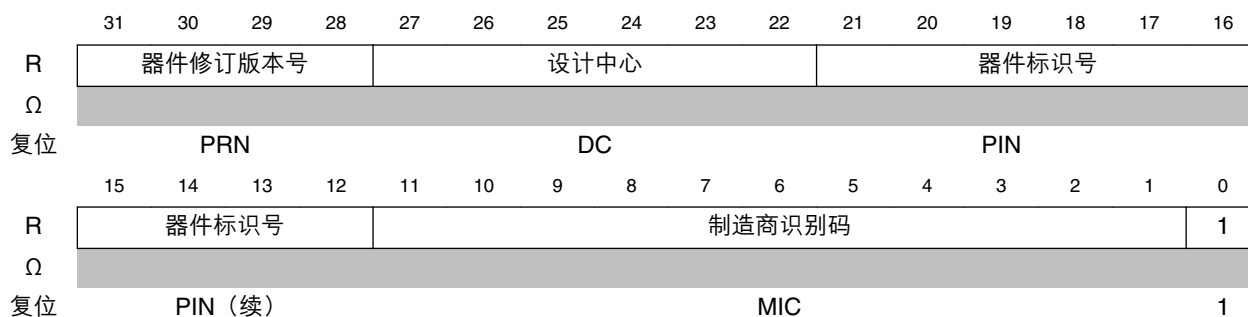 31 30 29 28 27 26 25 24 23 22 21 20 19 18 17 16
R 器件修订版本号 设计中心 器件标识号
Ω
复位 PRN DC PIN
15 14 13 12 11 10 9 8 7 6 5 4 3 2 1 0
R 器件标识号 制造商识别码 1
Ω
复位 PIN（续） MIC 1